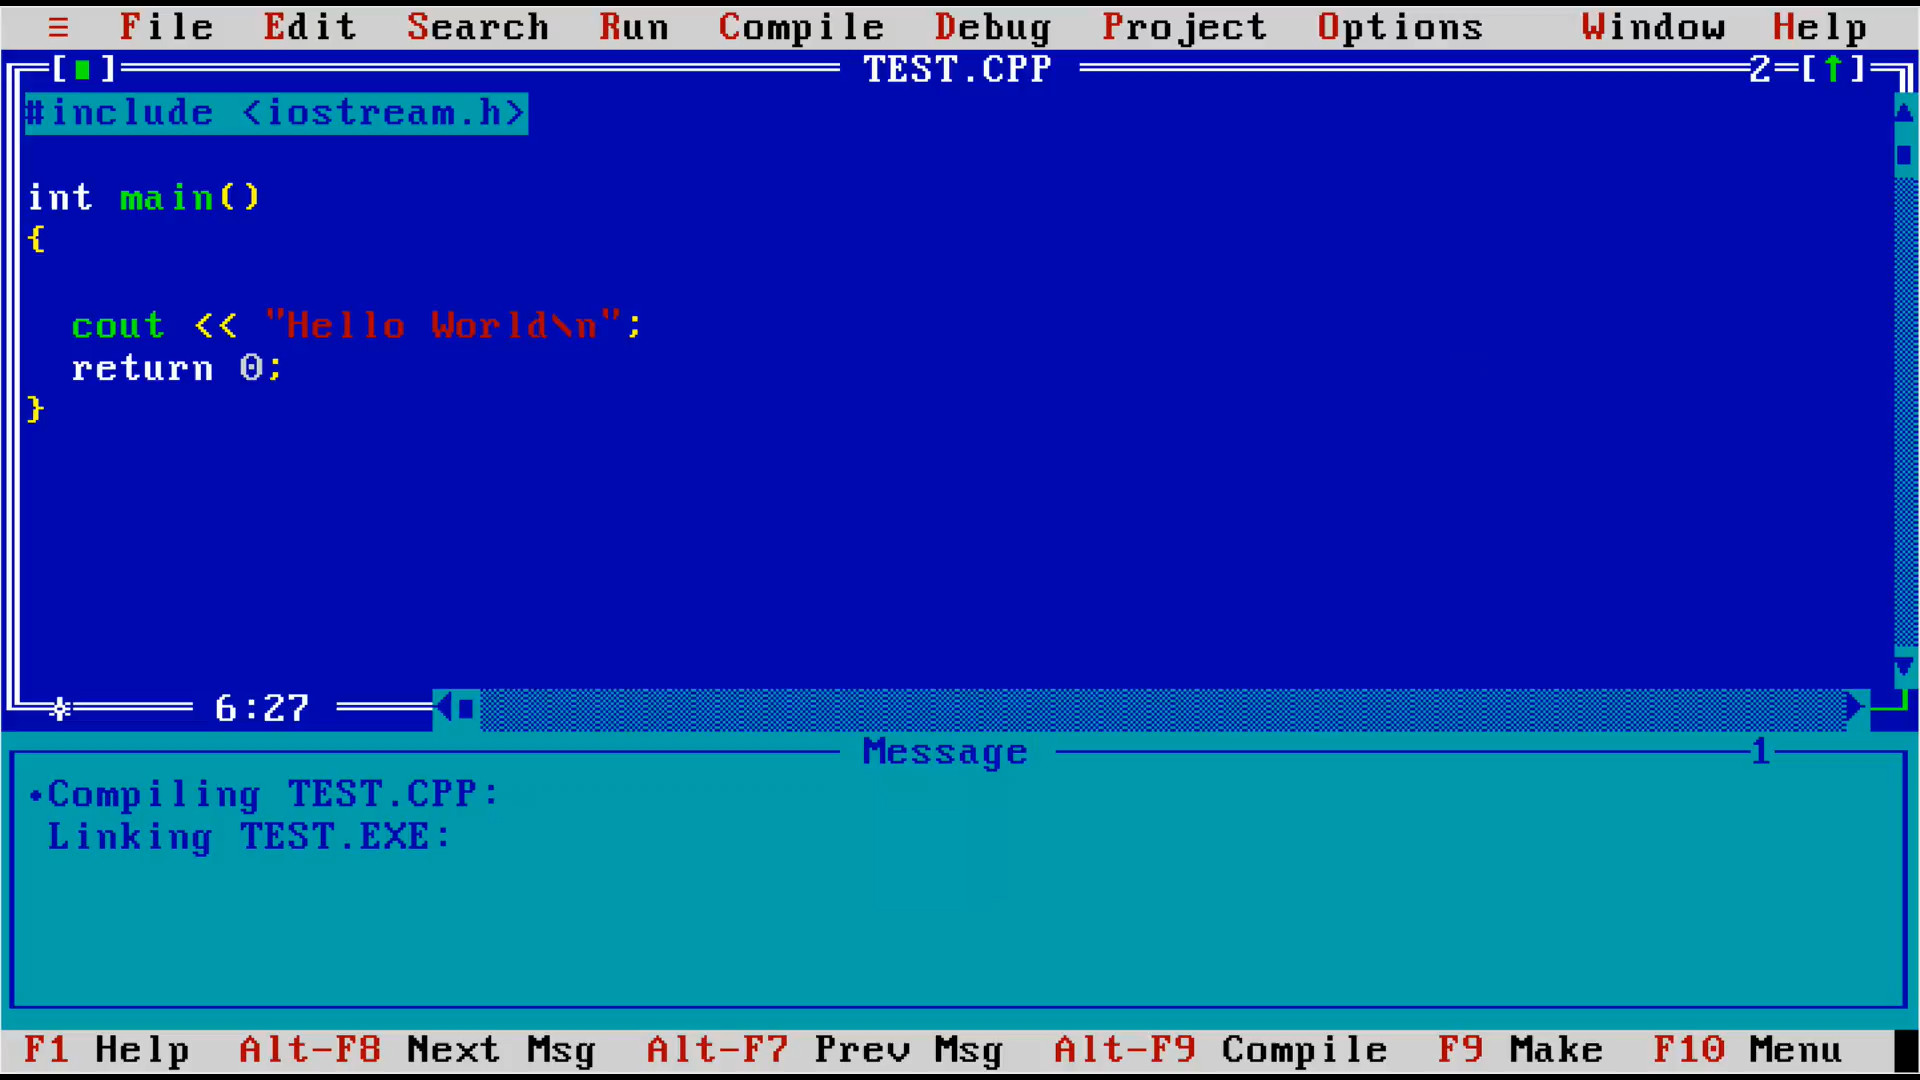 ≡ File Edit Search Run Compile Debug Project Options Window Help
[■] TEST.CPP 2=[↑]
#include <iostream.h>
int main()
{
cout << "Hello World\n";
return 0;
}
* 6:27
Message 1
•Compiling TEST.CPP:
Linking TEST.EXE:
F1 Help Alt-F8 Next Msg Alt-F7 Prev Msg Alt-F9 Compile F9 Make F10 Menu